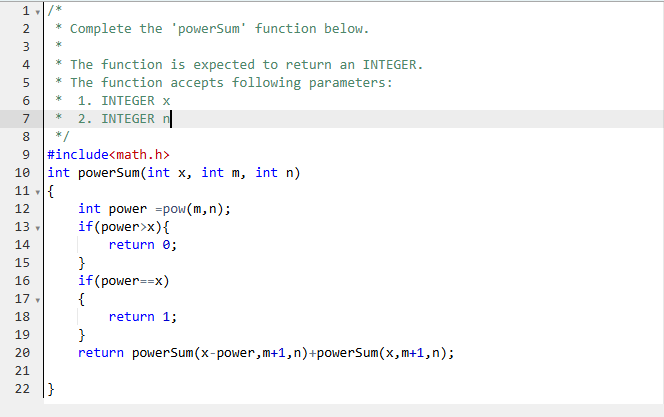 1 /*
2  * Complete the 'powerSum' function below.
3  *
4  * The function is expected to return an INTEGER.
5  * The function accepts following parameters:
6  *  1. INTEGER x
7  *  2. INTEGER n
8  */
9 #include<math.h>
10 int powerSum(int x, int m, int n)
11 {
12     int power =pow(m,n);
13     if(power>x){
14         return 0;
15     }
16     if(power==x)
17     {
18         return 1;
19     }
20     return powerSum(x-power,m+1,n)+powerSum(x,m+1,n);
21
22 }